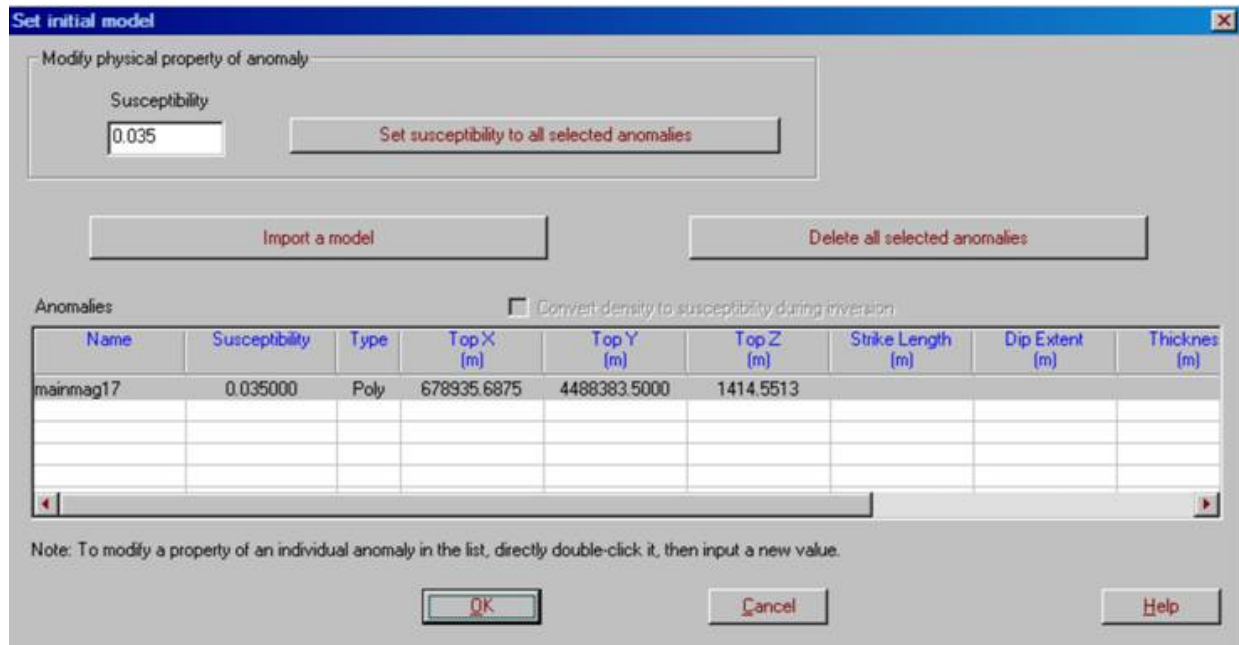 Set initial model
Modify physical property of anomaly
Susceptibility
0.035
Set susceptibility to all selected anomalies
Import a model
Delete all selected anomalies
Anomalies
Convert density to susceptibility during inversion
Name Susceptibility Type Top X (m) Top Y (m) Top Z (m) Strike Length (m) Dip Extent (m) Thicknes (m)
mainmag17 0.035000 Poly 678935.6875 4488383.5000 1414.5513
Note: To modify a property of an individual anomaly in the list, directly double-click it, then input a new value.
OK Cancel Help